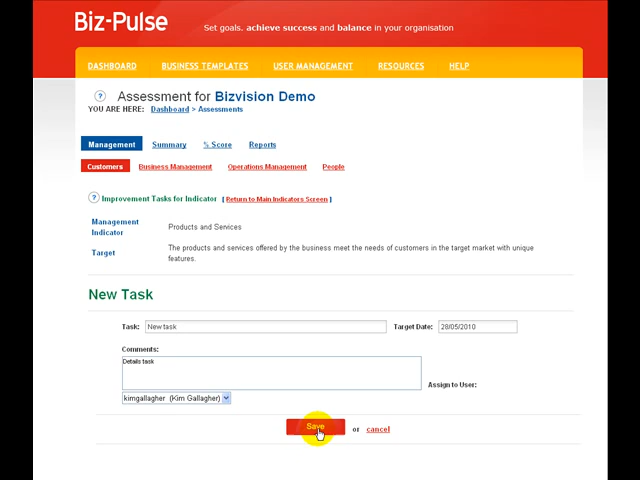 Biz-Pulse
Set goals. achieve success and balance in your organisation
DASHBOARD BUSINESS TEMPLATES USER MANAGEMENT RESOURCES HELP
? Assessment for Bizvision Demo
YOU ARE HERE: Dashboard > Assessments
Management Summary % Score Reports
Customers Business Management Operations Management People
? Improvement Tasks for Indicator [ Return to Main Indicators Screen ]
Management Indicator Products and Services
Target The products and services offered by the business meet the needs of customers in the target market with unique
features.
New Task
Task: New task Target Date: 28/05/2010
Comments:
Details task
Assign to User:
kimgallagher (Kim Gallagher)
Save or cancel